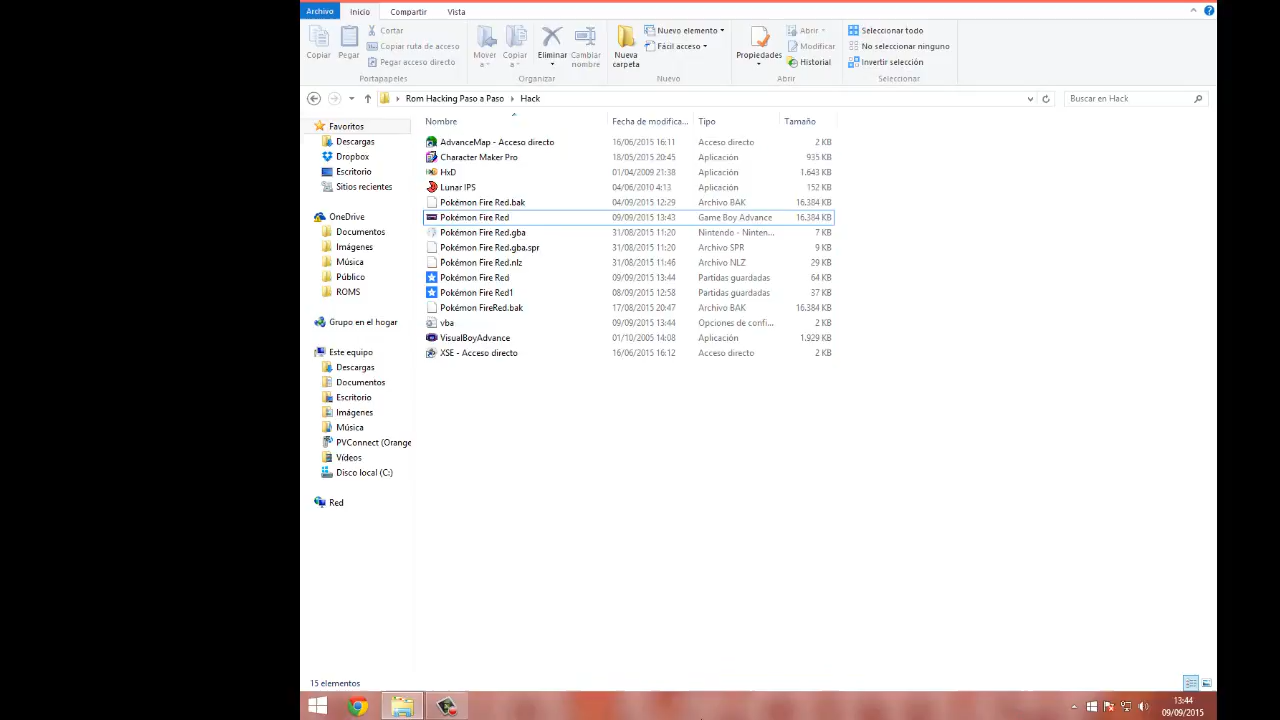 Archivo Inicio Compartir Vista
Copiar Pegar Cortar Copiar ruta de acceso Pegar acceso directo Portapapeles
Mover a Copiar a Eliminar Cambiar nombre Organizar
Nueva carpeta Nuevo elemento Fácil acceso Nuevo
Propiedades Abrir Modificar Historial Abrir
Seleccionar todo No seleccionar ninguno Invertir selección Seleccionar
Rom Hacking Paso a Paso Hack Buscar en Hack
Favoritos
Descargas
Dropbox
Escritorio
Sitios recientes
OneDrive
Documentos
Imágenes
Música
Público
ROMS
Grupo en el hogar
Este equipo
Descargas
Documentos
Escritorio
Imágenes
Música
PVConnect (Orange
Vídeos
Disco local (C:)
Red
Nombre Fecha de modifica... Tipo Tamaño
AdvanceMap - Acceso directo 16/06/2015 16:11 Acceso directo 2 KB
Character Maker Pro 18/05/2015 20:45 Aplicación 935 KB
HxD 01/04/2009 21:38 Aplicación 1.643 KB
Lunar IPS 04/06/2010 4:13 Aplicación 152 KB
Pokémon Fire Red.bak 04/09/2015 12:29 Archivo BAK 16.384 KB
Pokémon Fire Red 09/09/2015 13:43 Game Boy Advance 16.384 KB
Pokémon Fire Red.gba 31/08/2015 11:20 Nintendo - Ninten... 7 KB
Pokémon Fire Red.gba.spr 31/08/2015 11:20 Archivo SPR 9 KB
Pokémon Fire Red.nlz 31/08/2015 11:46 Archivo NLZ 29 KB
Pokémon Fire Red 09/09/2015 13:44 Partidas guardadas 64 KB
Pokémon Fire Red1 08/09/2015 12:58 Partidas guardadas 37 KB
Pokémon FireRed.bak 17/08/2015 20:47 Archivo BAK 16.384 KB
vba 09/09/2015 13:44 Opciones de confi... 2 KB
VisualBoyAdvance 01/10/2005 14:08 Aplicación 1.929 KB
XSE - Acceso directo 16/06/2015 16:12 Acceso directo 2 KB
15 elementos
13:44
09/09/2015